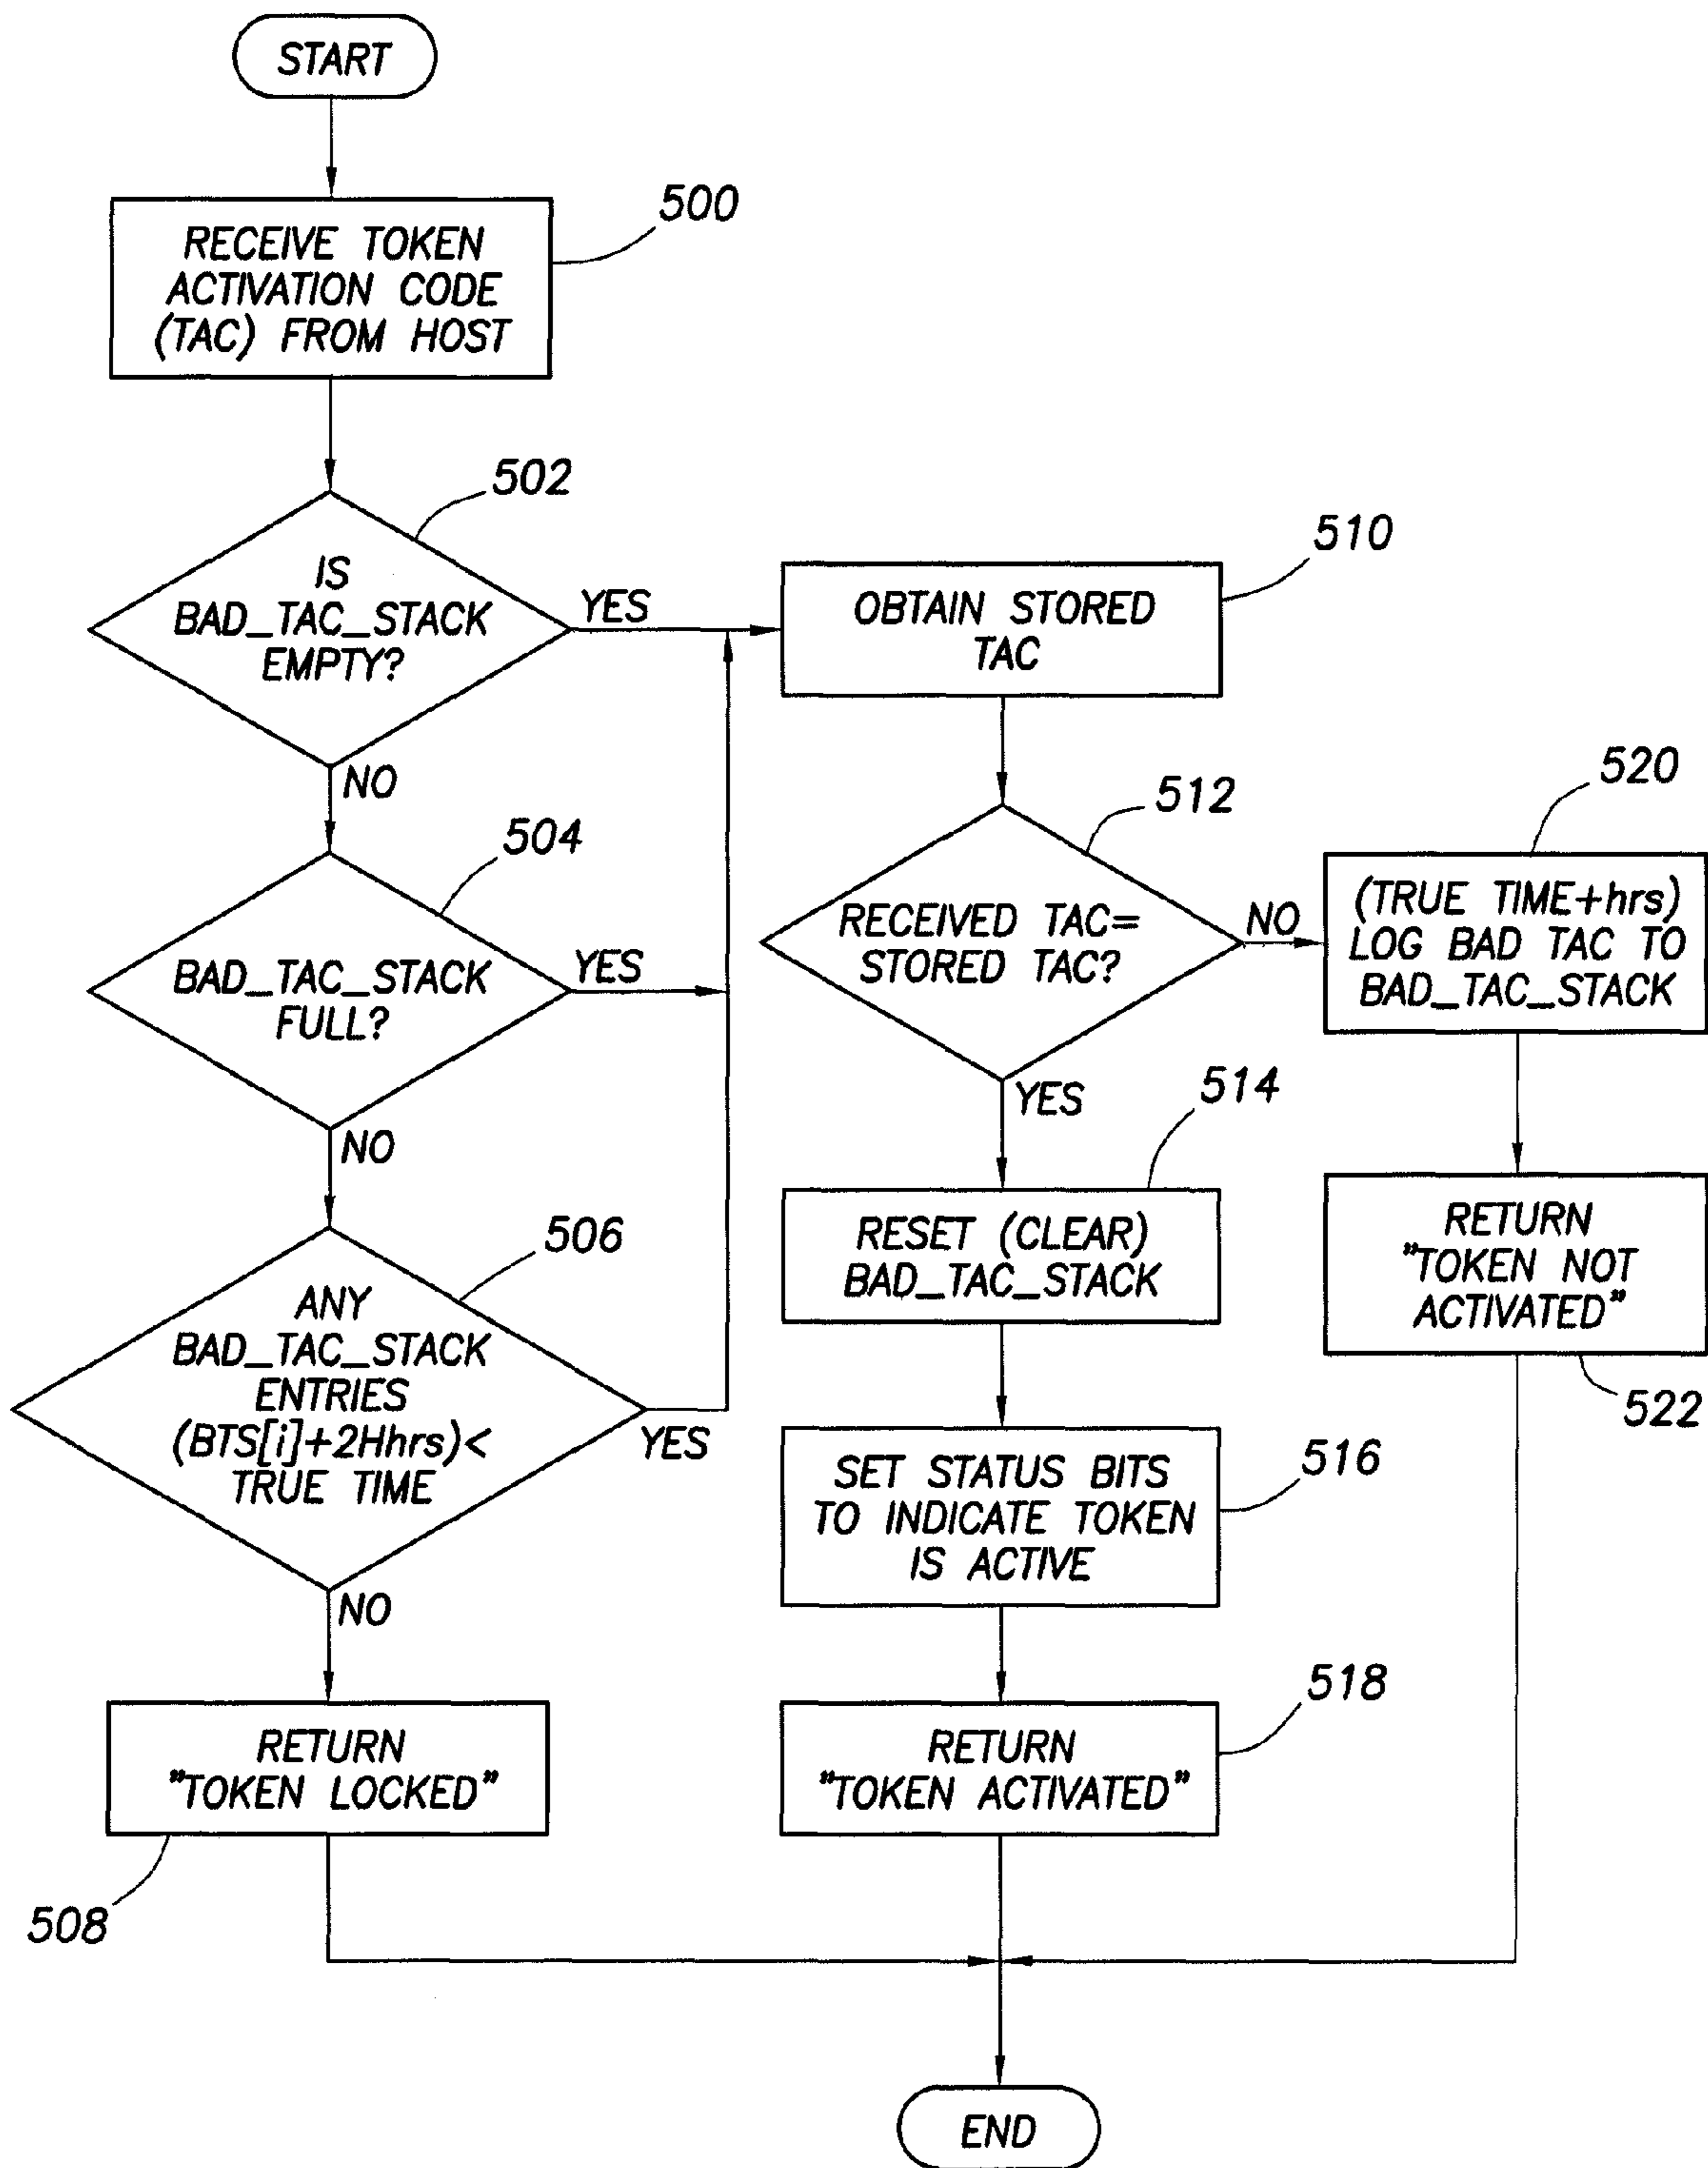 START
RECEIVE TOKEN
ACTIVATION CODE
(TAC) FROM HOST
500
IS
BAD_TAC_STACK
EMPTY?
502
YES
NO
BAD_TAC_STACK
FULL?
504
YES
NO
ANY
BAD_TAC_STACK
ENTRIES
(BTS[i]+2Hhrs)<
TRUE TIME
506
YES
NO
RETURN
"TOKEN LOCKED"
508
OBTAIN STORED
TAC
510
RECEIVED TAC=
STORED TAC?
512
NO
YES
RESET (CLEAR)
BAD_TAC_STACK
514
SET STATUS BITS
TO INDICATE TOKEN
IS ACTIVE
516
RETURN
"TOKEN ACTIVATED"
518
(TRUE TIME+hrs)
LOG BAD TAC TO
BAD_TAC_STACK
520
RETURN
"TOKEN NOT
ACTIVATED"
522
END